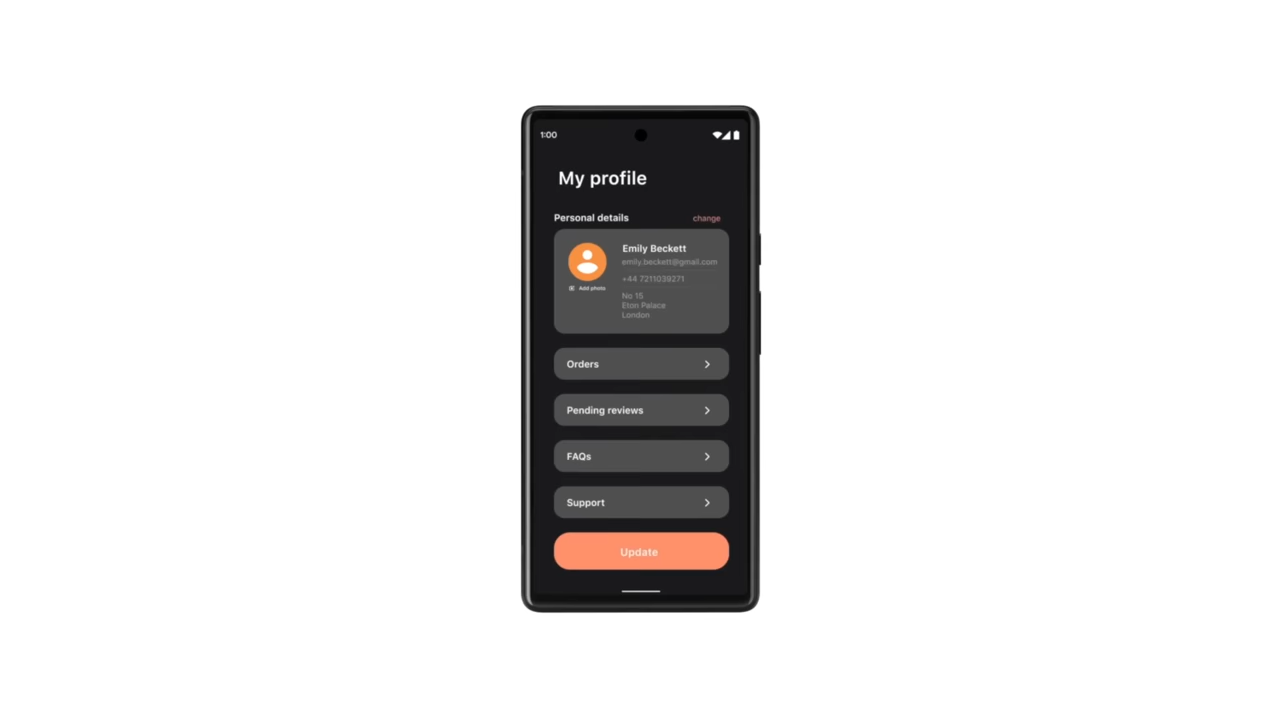 1:00
My profile
Personal details
change
Emily Beckett
emily.beckett@gmail.com
+44 7211039271
No 15
Eton Palace
London
Add photo
Orders
Pending reviews
FAQs
Support
Update